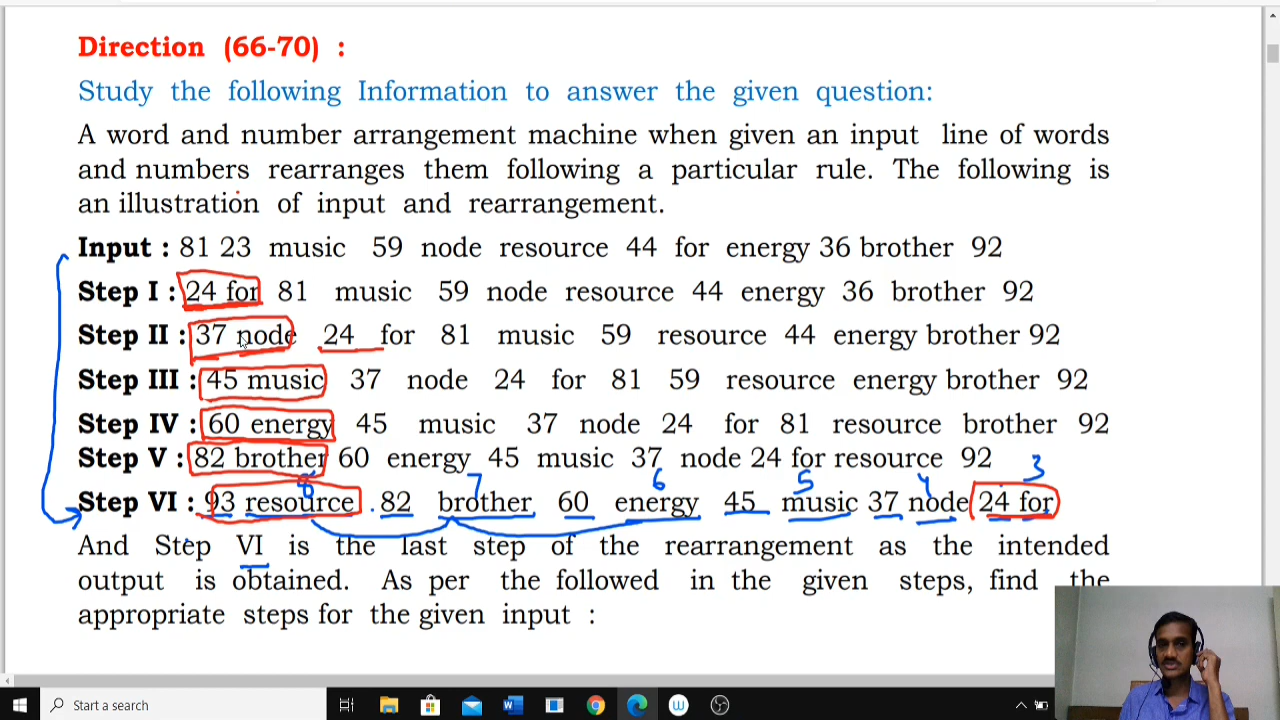 Direction (66-70) :
Study the following Information to answer the given question:
A word and number arrangement machine when given an input line of words
and numbers rearranges them following a particular rule. The following is
an illustration of input and rearrangement.
Input : 81 23 music 59 node resource 44 for energy 36 brother 92
Step I : 24 for 81 music 59 node resource 44 energy 36 brother 92
Step II : 37 node 24 for 81 music 59 resource 44 energy brother 92
Step III : 45 music 37 node 24 for 81 59 resource energy brother 92
Step IV : 60 energy 45 music 37 node 24 for 81 resource brother 92
Step V : 82 brother 60 energy 45 music 37 node 24 for resource 92
8 7 6 5 4 3
Step VI : 93 resource . 82 brother 60 energy 45 music 37 node 24 for
And Step VI is the last step of the rearrangement as the intended
output is obtained. As per the followed in the given steps, find the
appropriate steps for the given input :
Start a search